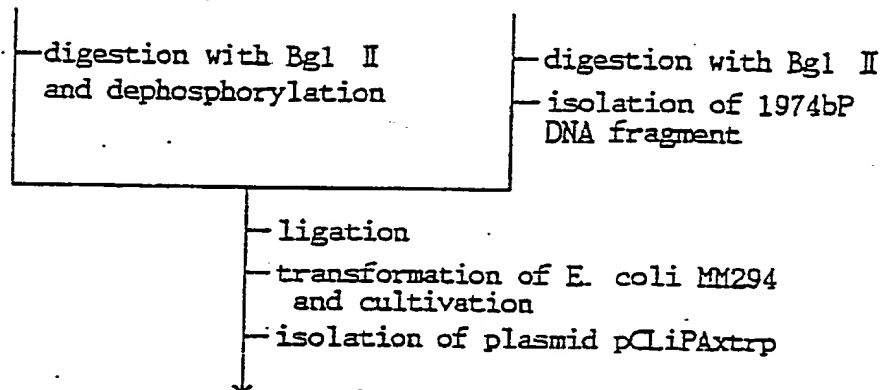 digestion with Bgl II
and dephosphorylation
digestion with Bgl II
isolation of 1974bP
DNA fragment
ligation
transformation of E. coli MM294
and cultivation
isolation of plasmid pCLiPAxtrp